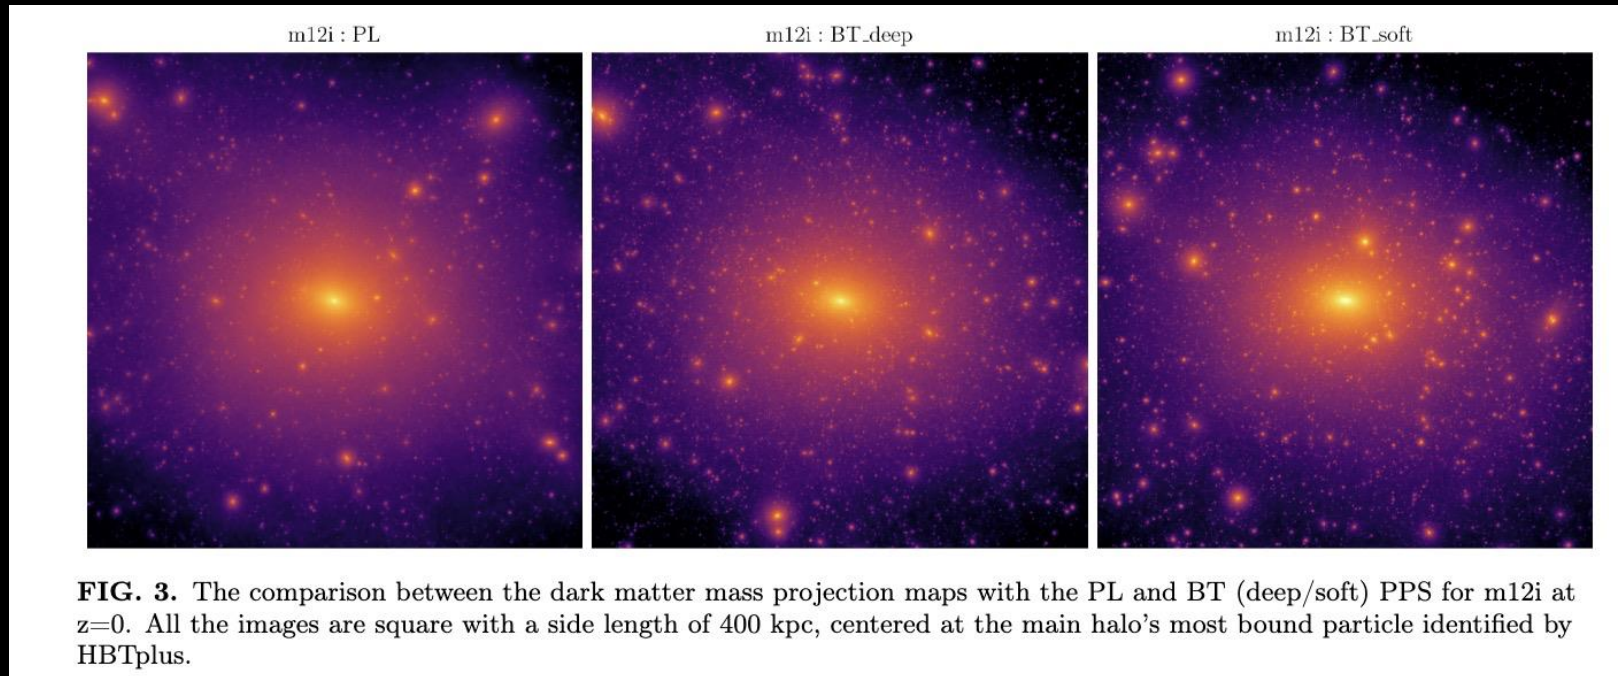 m12i : PL
m12i : BT_deep
m12i : BT_soft
FIG. 3. The comparison between the dark matter mass projection maps with the PL and BT (deep/soft) PPS for m12i at
z=0. All the images are square with a side length of 400 kpc, centered at the main halo's most bound particle identified by
HBTplus.